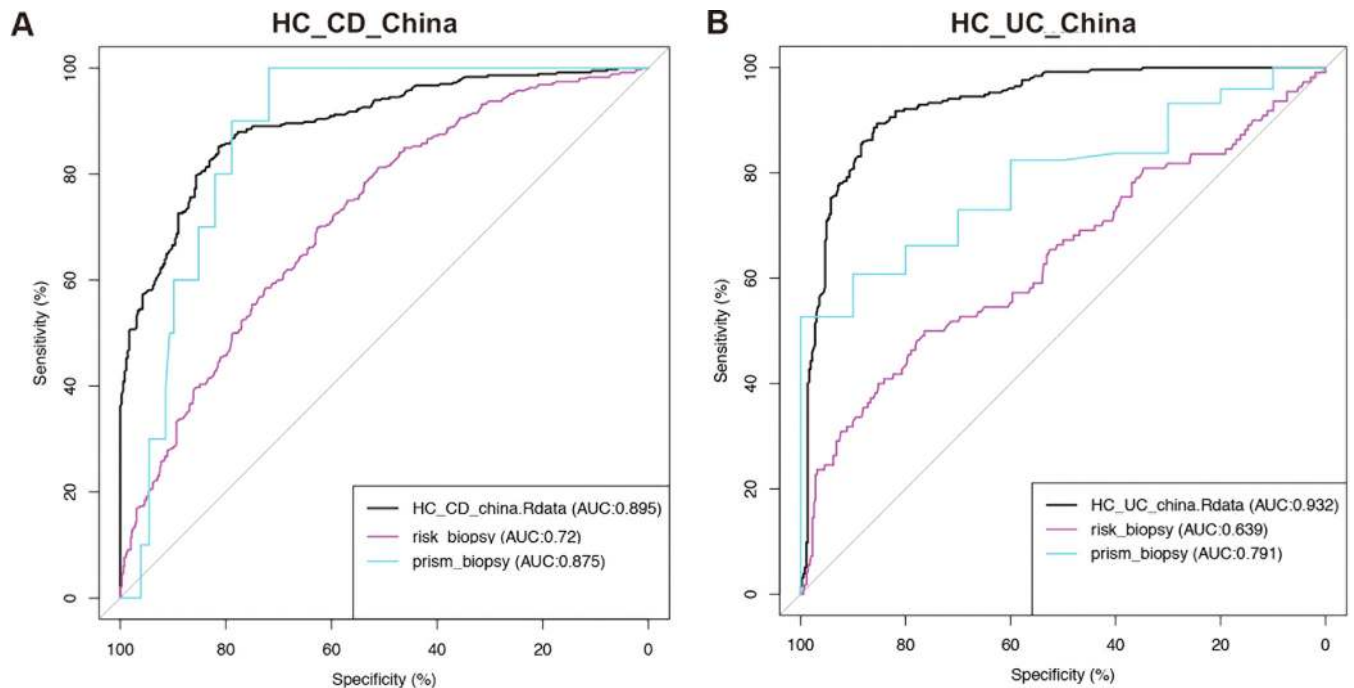 A
HC_CD_China
Sensitivity (%)
100
80
60
40
20
0
HC_CD_china.Rdata (AUC:0.895)
risk_biopsy (AUC:0.72)
prism_biopsy (AUC:0.875)
100
80
60
40
20
0
Specificity (%)
B
HC_UC_China
Sensitivity (%)
100
80
60
40
20
0
HC_UC_china.Rdata (AUC:0.932)
risk_biopsy (AUC:0.639)
prism_biopsy (AUC:0.791)
100
80
60
40
20
0
Specificity (%)